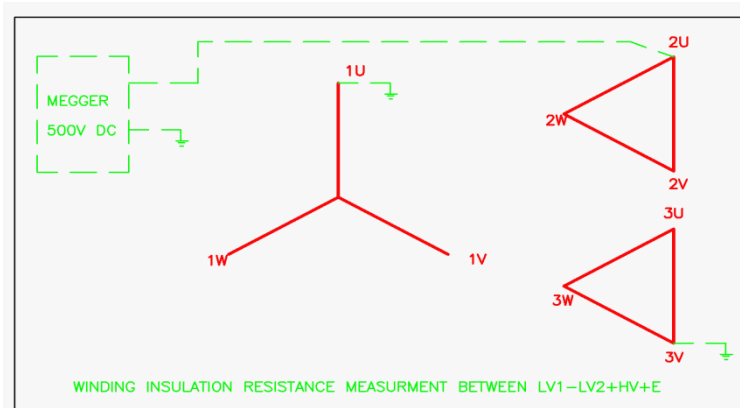 2U
1U
MEGGER
500V DC
2W
2V
3U
1W
1V
3W
3V
WINDING INSULATION RESISTANCE MEASURMENT BETWEEN LV1-LV2+HV+E